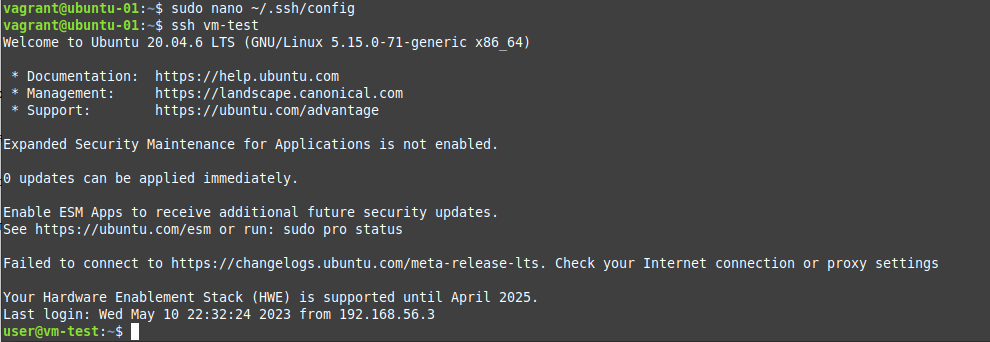 vagrant@ubuntu-01:~$ sudo nano ~/.ssh/config
vagrant@ubuntu-01:~$ ssh vm-test
Welcome to Ubuntu 20.04.6 LTS (GNU/Linux 5.15.0-71-generic x86_64)
* Documentation:  https://help.ubuntu.com
* Management:     https://landscape.canonical.com
* Support:        https://ubuntu.com/advantage
Expanded Security Maintenance for Applications is not enabled.
0 updates can be applied immediately.
Enable ESM Apps to receive additional future security updates.
See https://ubuntu.com/esm or run: sudo pro status
Failed to connect to https://changelogs.ubuntu.com/meta-release-lts. Check your Internet connection or proxy settings
Your Hardware Enablement Stack (HWE) is supported until April 2025.
Last login: Wed May 10 22:32:24 2023 from 192.168.56.3
user@vm-test:~$